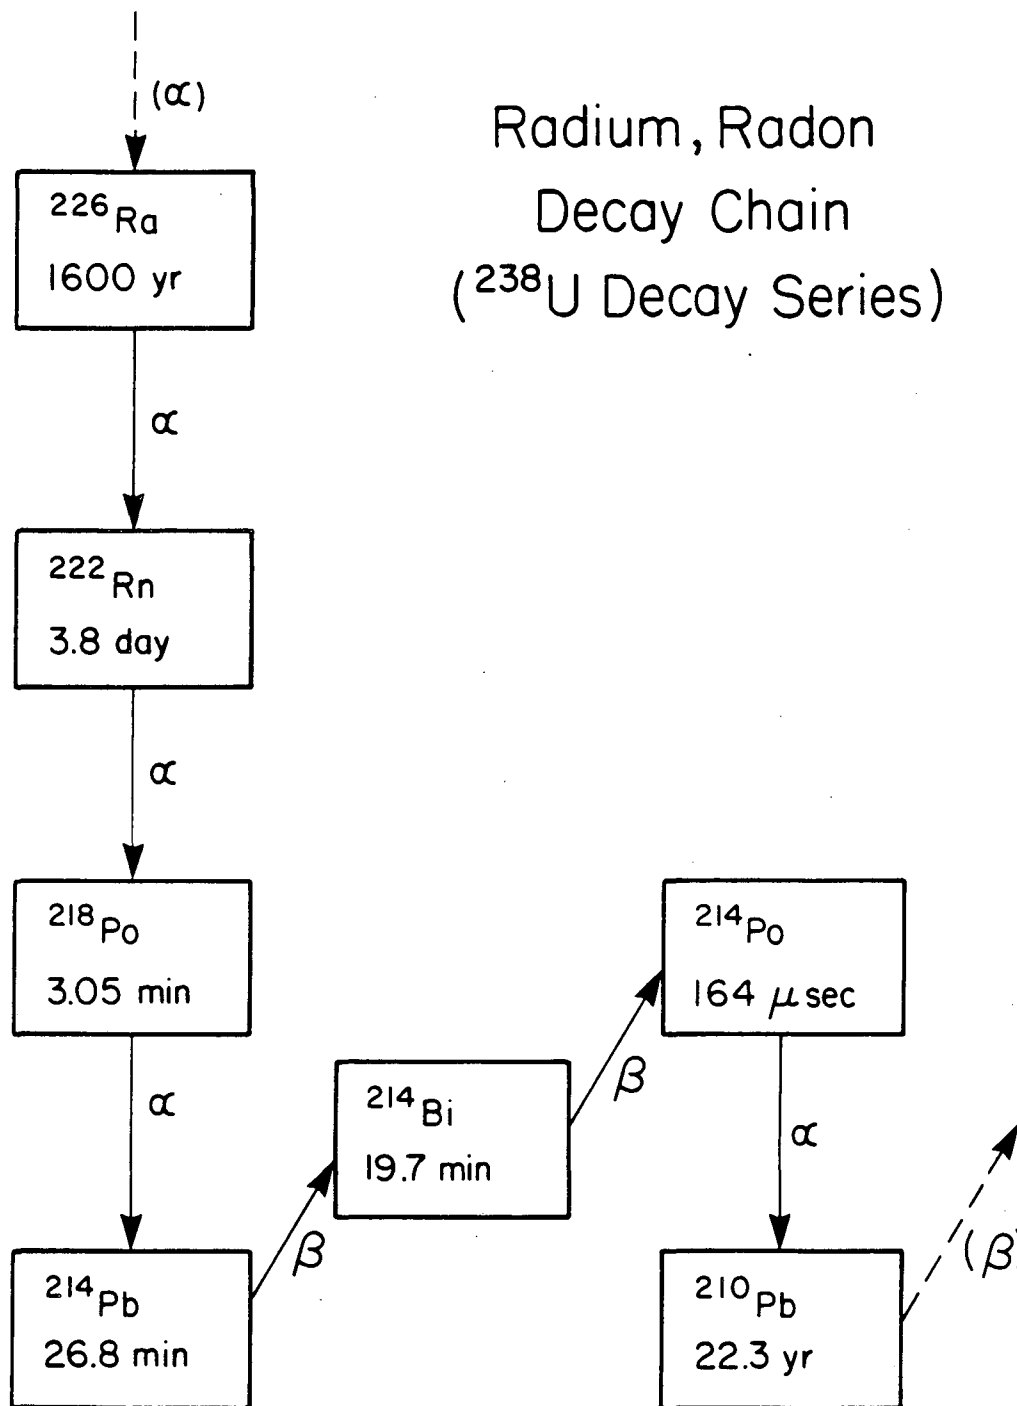 (α)
Radium, Radon
Decay Chain
(²³⁸U Decay Series)
²²⁶Ra
1600 yr
α
²²²Rn
3.8 day
α
²¹⁸Po
3.05 min
²¹⁴Po
164 μsec
α
β
²¹⁴Bi
19.7 min
α
β
(β)
²¹⁴Pb
26.8 min
²¹⁰Pb
22.3 yr